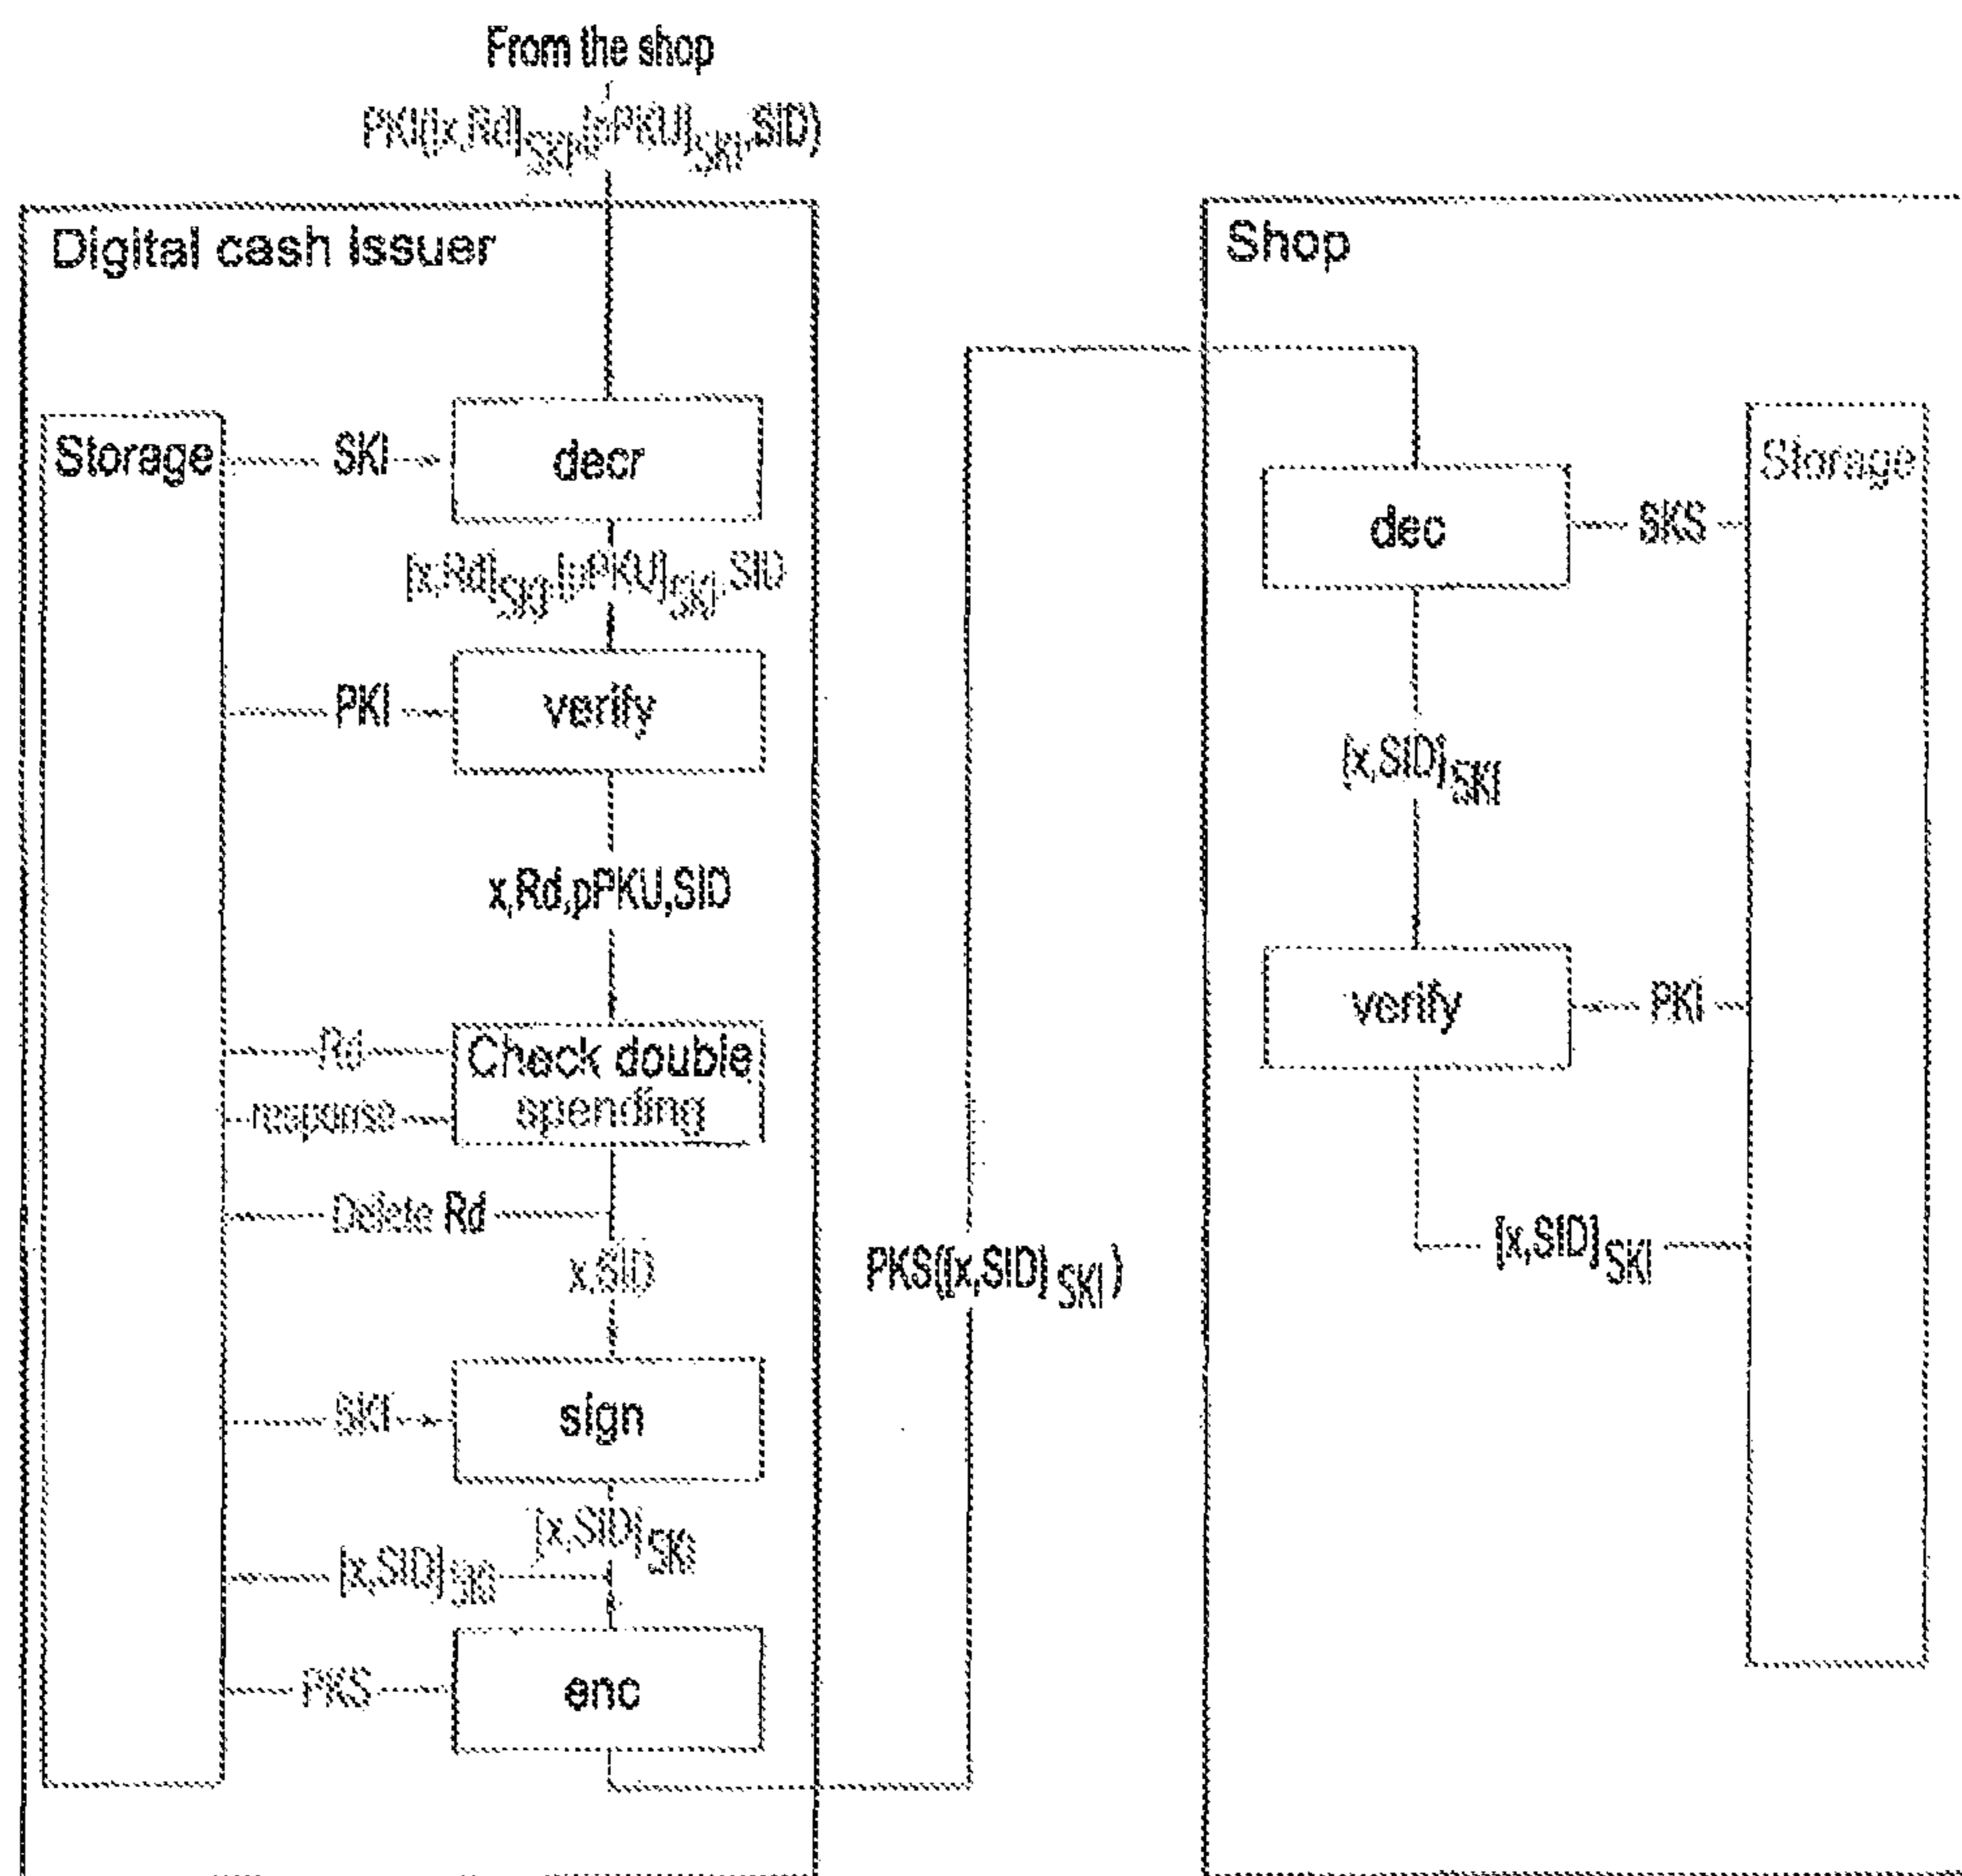 From the shop
PKI([x,Rd]SKI,[pPKU]SKI,SID)
Digital cash issuer
Storage
SKI
decr
[x,Rd]SKI,[pPKU]SKI,SID
PKI
verify
x,Rd,pPKU,SID
Rd
response
Check double
spending
Delete Rd
x,SID
SKI
sign
[x,SID]SKI
[x,SID]SKI
PKS
enc
PKS([x,SID]SKI)
Shop
Storage
dec
SKS
[x,SID]SKI
verify
PKI
[x,SID]SKI